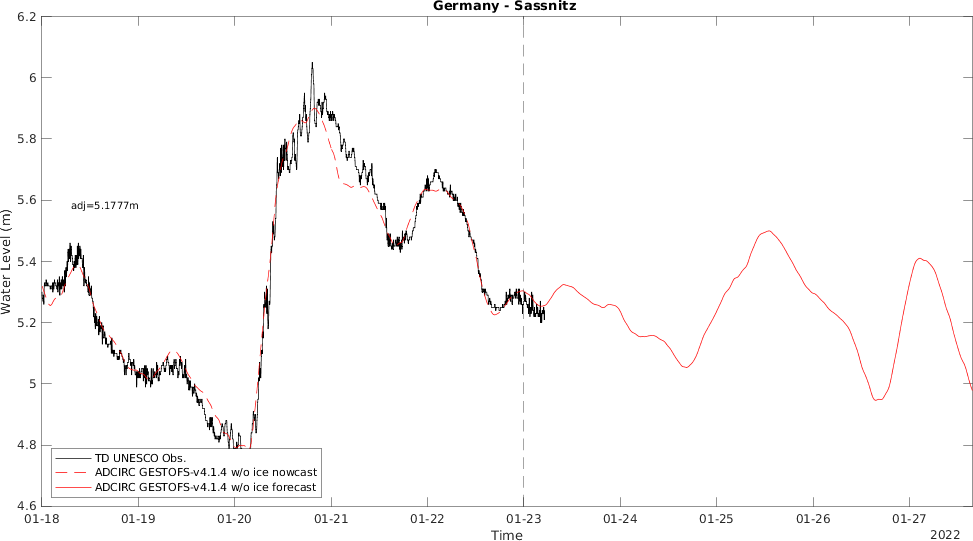 Germany - Sassnitz
6.2
6
5.8
5.6
5.4
5.2
5
4.8
4.6
Water Level (m)
adj=5.1777m
TD UNESCO Obs.
ADCIRC GESTOFS-v4.1.4 w/o ice nowcast
ADCIRC GESTOFS-v4.1.4 w/o ice forecast
01-18 01-19 01-20 01-21 01-22 01-23 01-24 01-25 01-26 01-27
Time
2022